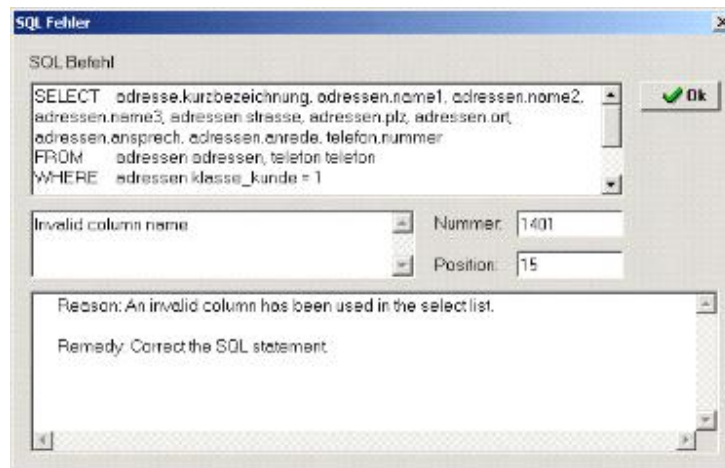 SQL Fehler
SQL Befehl
SELECT adresse.kurzbezeichnung, adressen.name1, adressen.name2,
adressen.name3, adressen.strasse, adressen.plz, adressen.ort,
adressen.ansprech, adressen.anrede, telefon.nummer
FROM adressen adressen, telefon telefon
WHERE adressen.klasse_kunde = 1
Ok
Invalid column name
Nummer: 1401
Position: 15
Reason: An invalid column has been used in the select list.
Remedy: Correct the SQL statement.